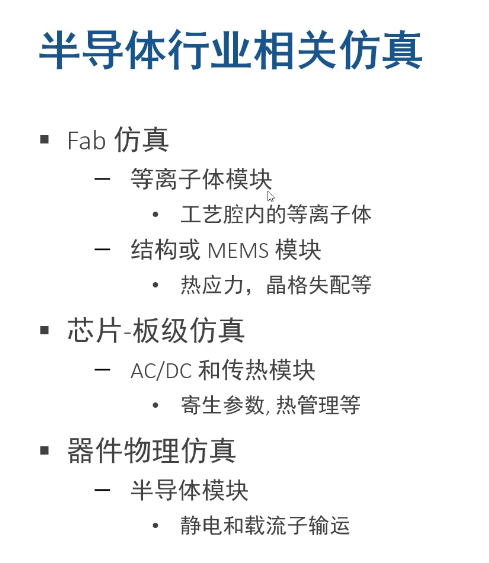 半导体行业相关仿真
▪ Fab 仿真
– 等离子体模块
• 工艺腔内的等离子体
– 结构或 MEMS 模块
• 热应力，晶格失配等
▪ 芯片-板级仿真
– AC/DC 和传热模块
• 寄生参数, 热管理等
▪ 器件物理仿真
– 半导体模块
• 静电和载流子输运